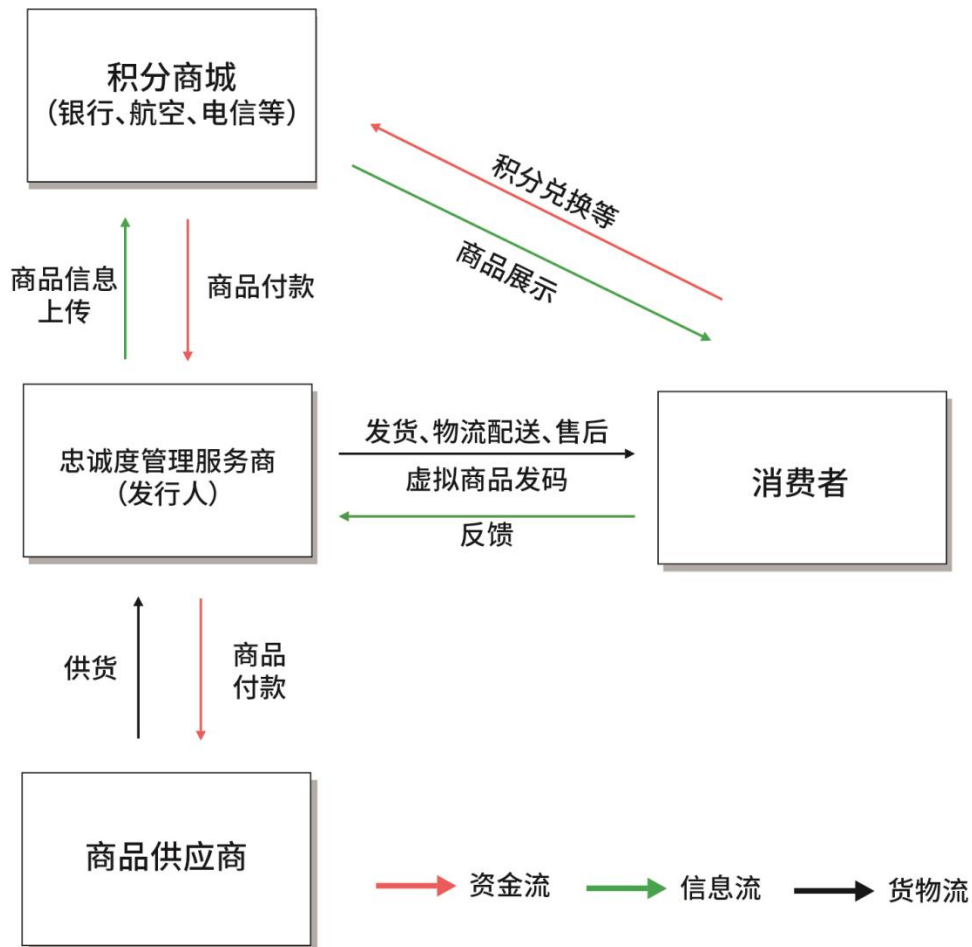 积分商城
（银行、航空、电信等）
积分兑换等
商品展示
商品信息
上传
商品付款
忠诚度管理服务商
（发行人）
发货、物流配送、售后
虚拟商品发码
反馈
消费者
供货
商品
付款
商品供应商
资金流
信息流
货物流